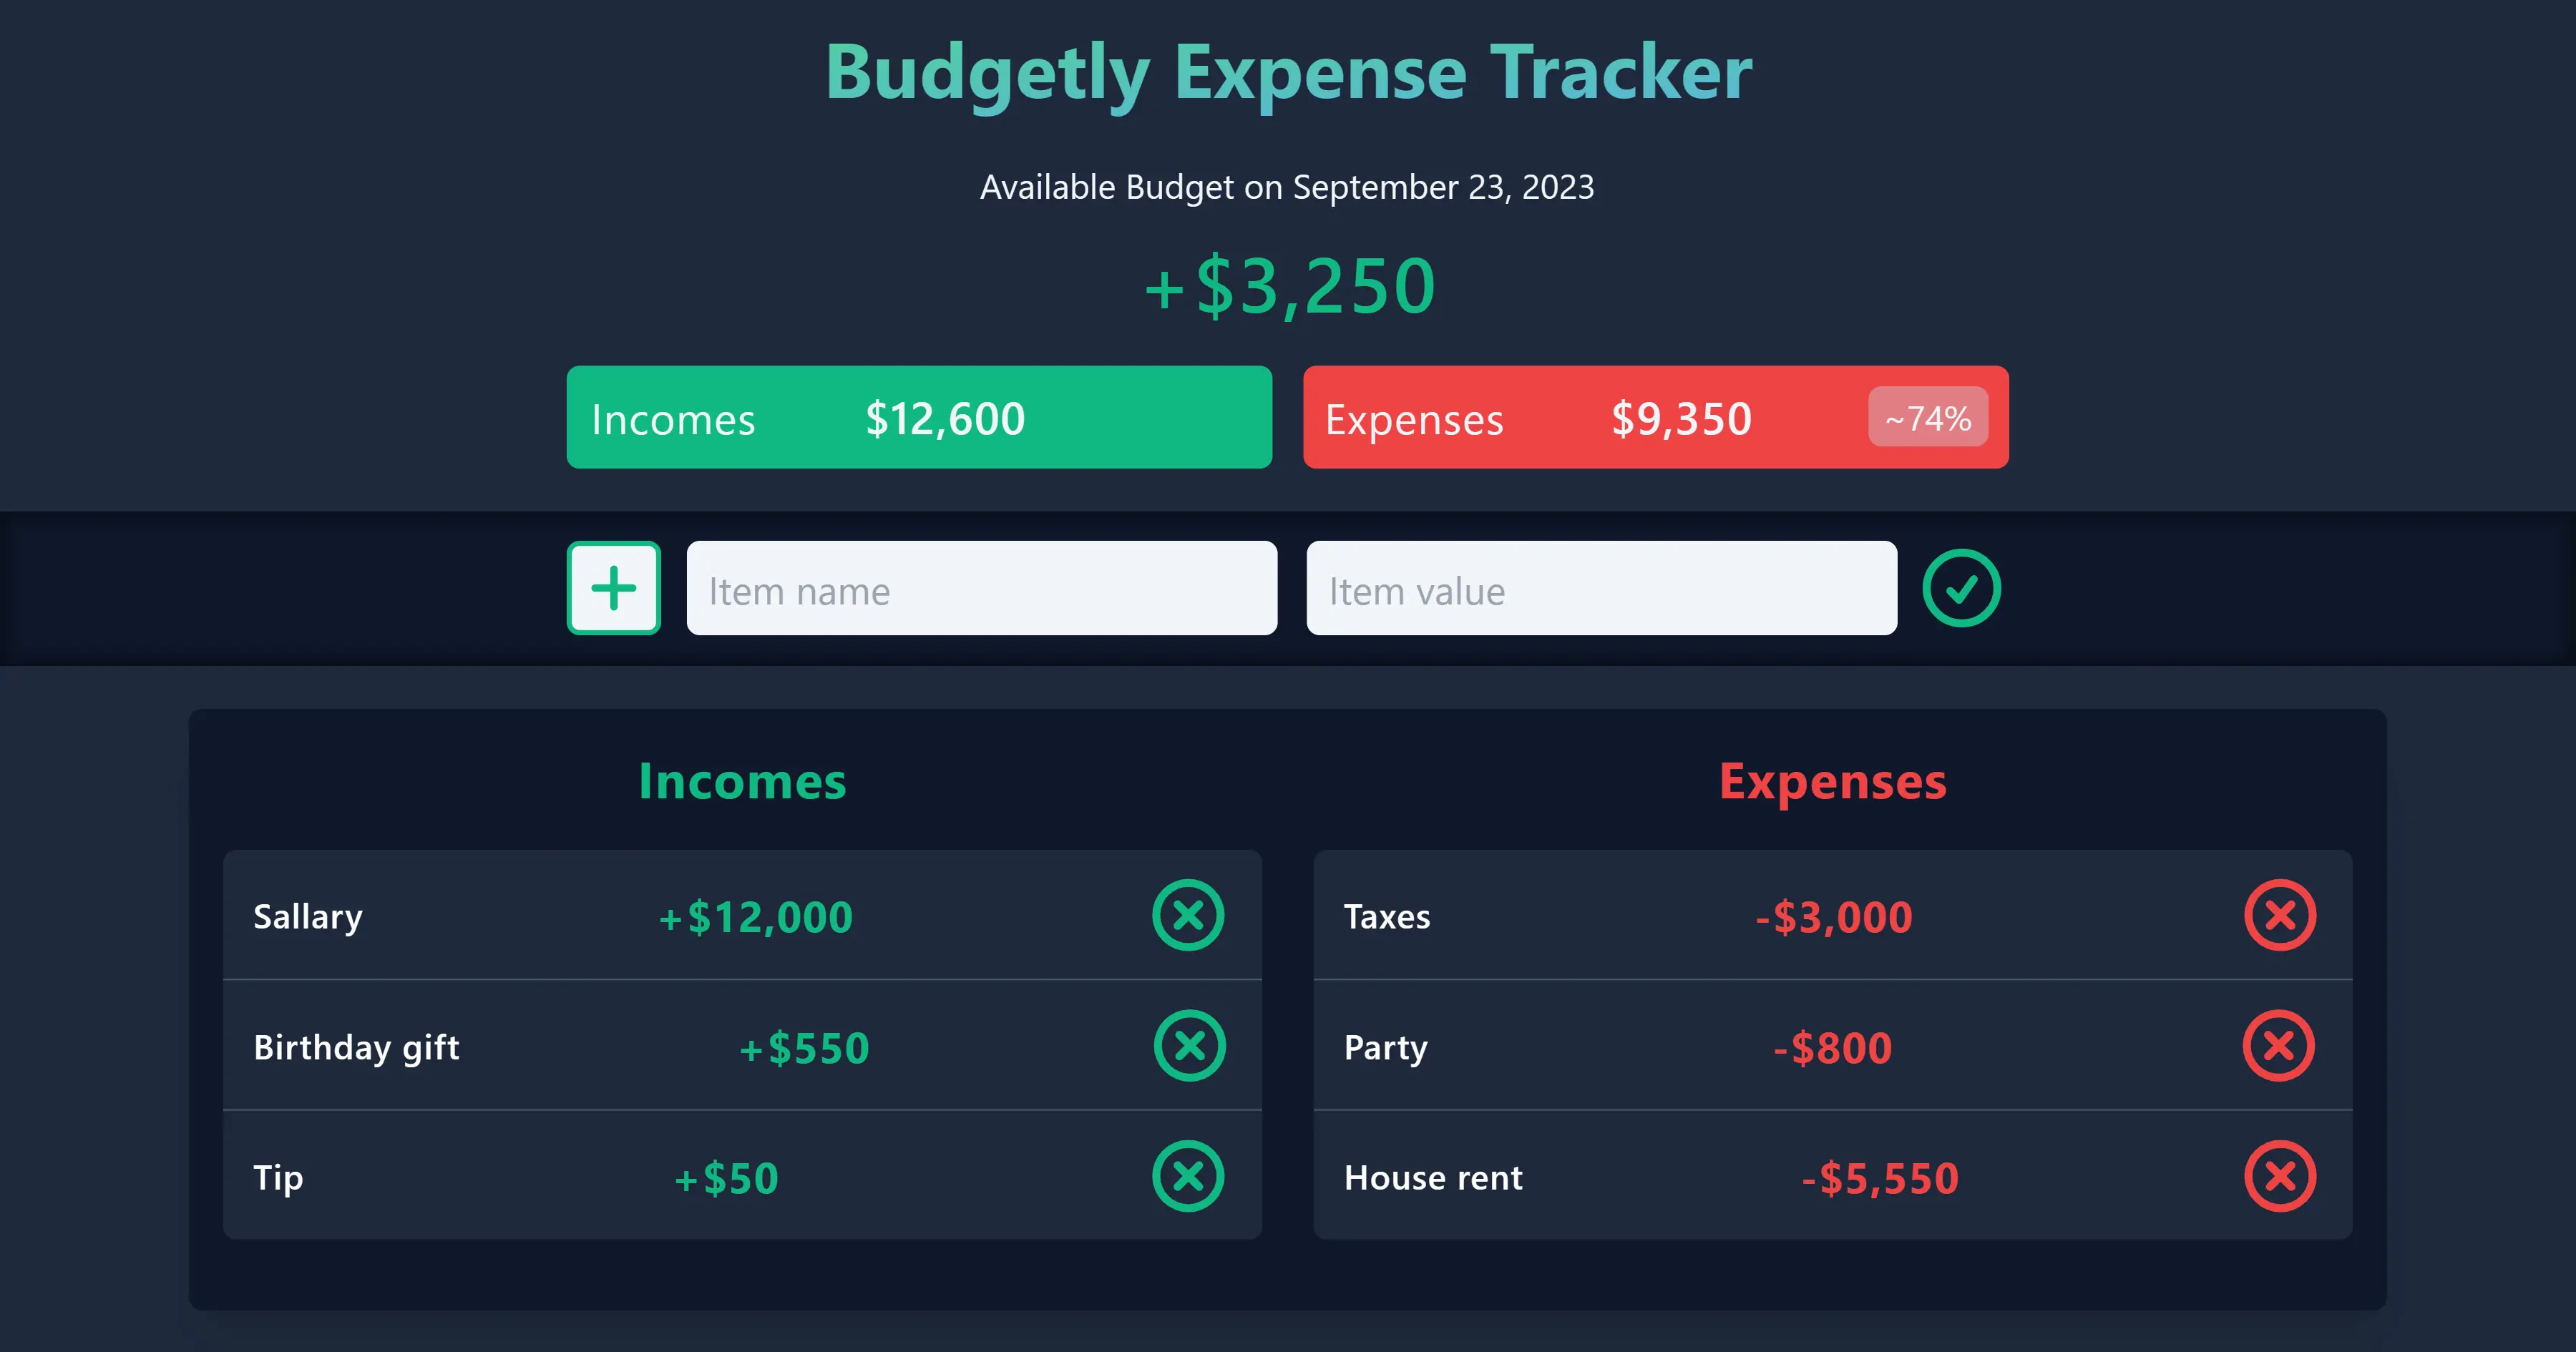 Budgetly Expense Tracker
Available Budget on September 23, 2023
+$3,250
Incomes $12,600
Expenses $9,350 ~74%
Item name
Item value
Incomes
Sallary +$12,000
Birthday gift +$550
Tip +$50
Expenses
Taxes -$3,000
Party -$800
House rent -$5,550